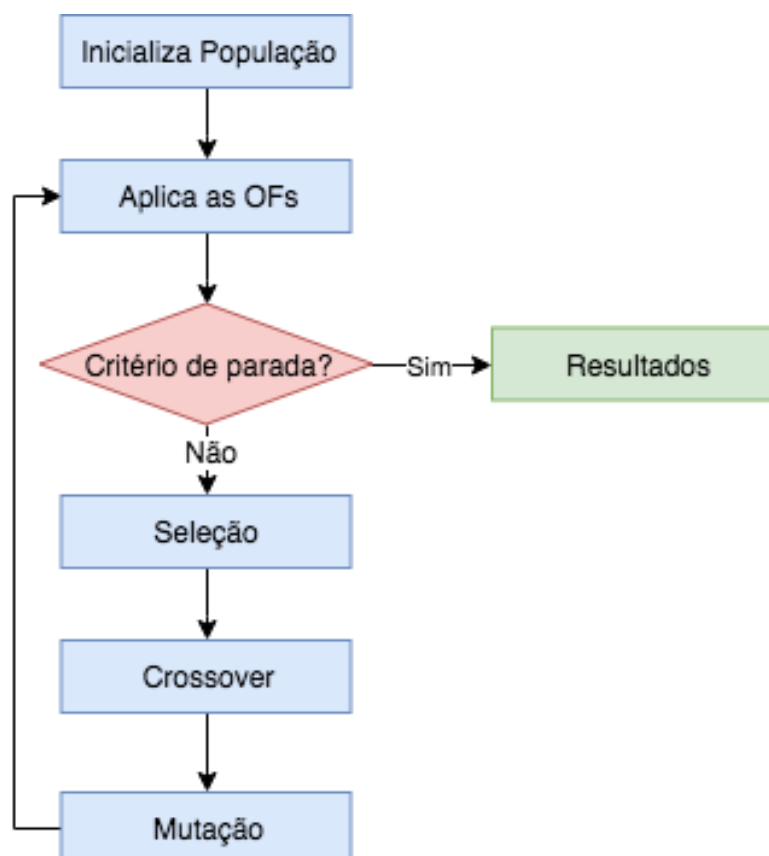 Inicializa População
Aplica as OFs
Critério de parada?
Sim
Resultados
Não
Seleção
Crossover
Mutação